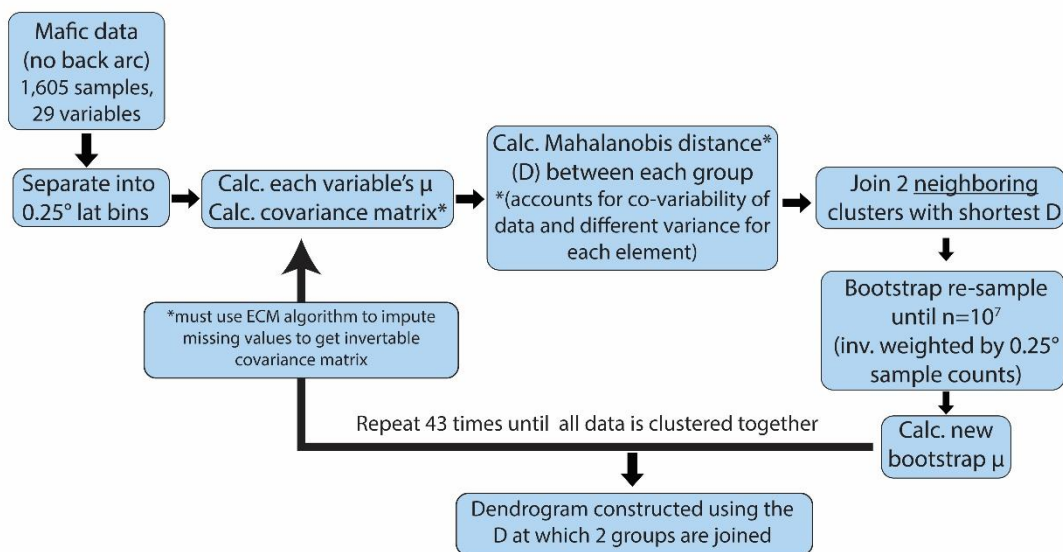 Mafic data
(no back arc)
1,605 samples,
29 variables
Separate into
0.25° lat bins
Calc. each variable's μ
Calc. covariance matrix*
Calc. Mahalanobis distance*
(D) between each group
*(accounts for co-variability of
data and different variance for
each element)
Join 2 neighboring
clusters with shortest D
Bootstrap re-sample
until n=10⁷
(inv. weighted by 0.25°
sample counts)
Calc. new
bootstrap μ
*must use ECM algorithm to impute
missing values to get invertable
covariance matrix
Repeat 43 times until all data is clustered together
Dendrogram constructed using the
D at which 2 groups are joined